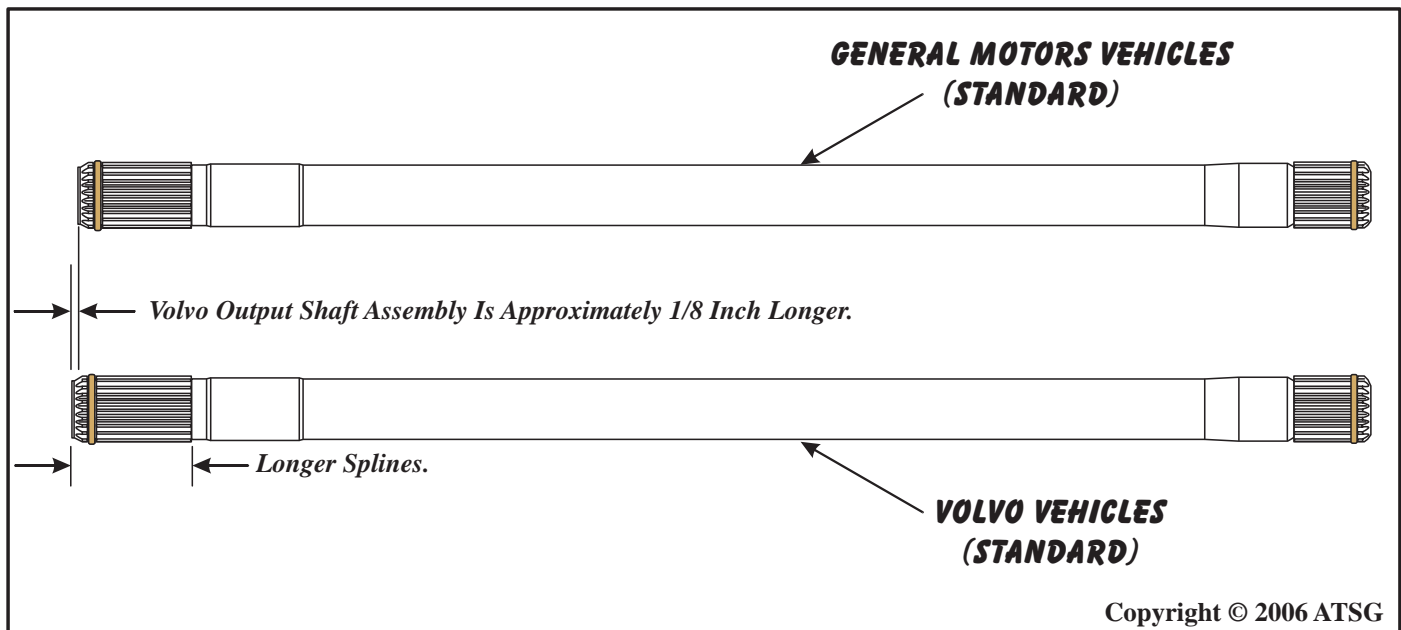 GENERAL MOTORS VEHICLES
(STANDARD)
Volvo Output Shaft Assembly Is Approximately 1/8 Inch Longer.
Longer Splines.
VOLVO VEHICLES
(STANDARD)
Copyright © 2006 ATSG